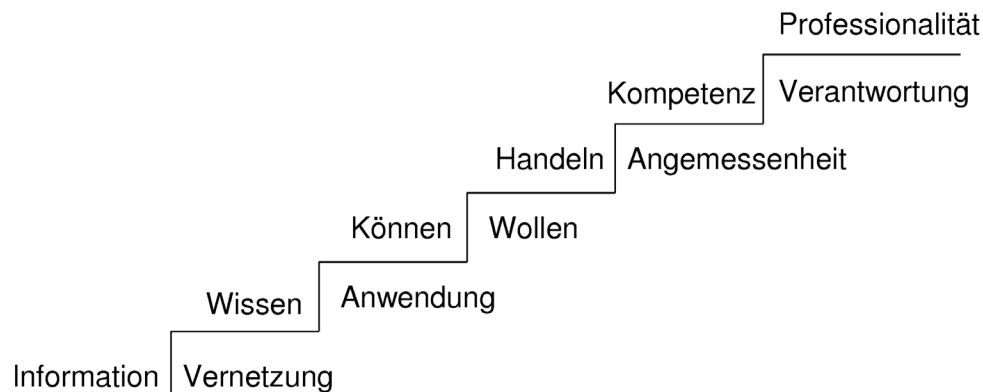 Professionalität
Kompetenz Verantwortung
Handeln Angemessenheit
Können Wollen
Wissen Anwendung
Information Vernetzung